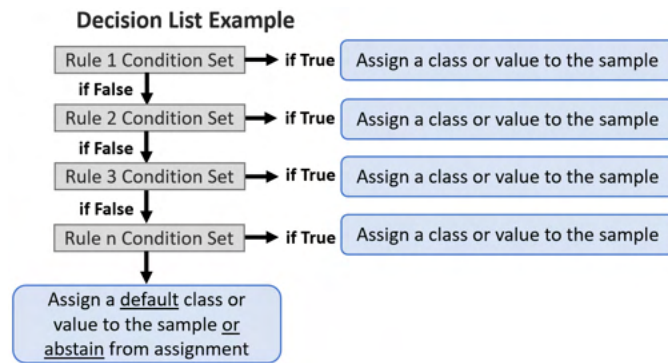 Decision List Example
Rule 1 Condition Set
if True
Assign a class or value to the sample
if False
Rule 2 Condition Set
if True
Assign a class or value to the sample
if False
Rule 3 Condition Set
if True
Assign a class or value to the sample
if False
Rule n Condition Set
if True
Assign a class or value to the sample
Assign a default class or
value to the sample or
abstain from assignment